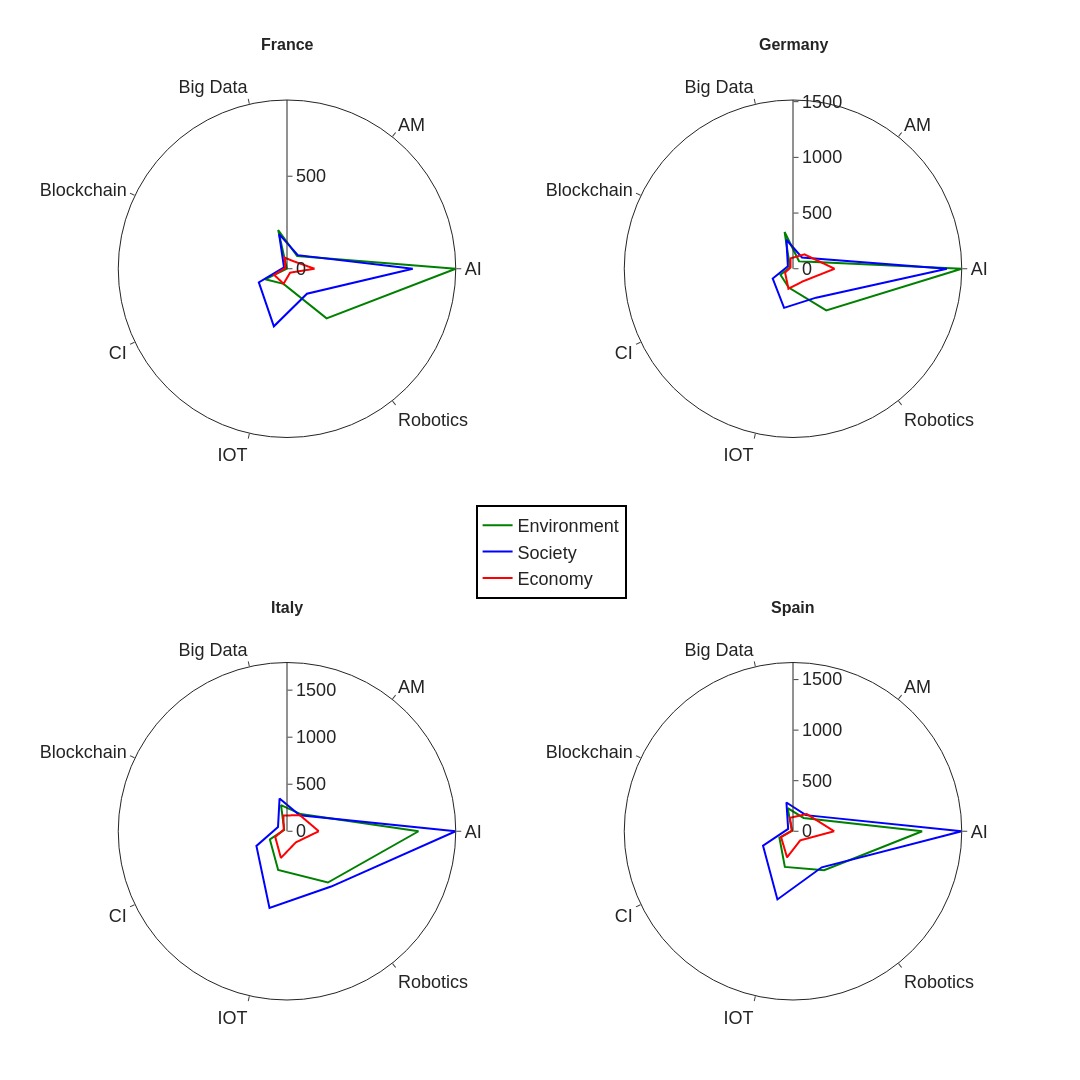 France
Big Data
AM
Blockchain
500
0
AI
CI
Robotics
IOT
Germany
Big Data
1500
AM
1000
Blockchain
500
0
AI
CI
Robotics
IOT
Environment
Society
Economy
Italy
Big Data
AM
1500
1000
Blockchain
500
0
AI
CI
Robotics
IOT
Spain
Big Data
AM
1500
1000
Blockchain
500
0
AI
CI
Robotics
IOT